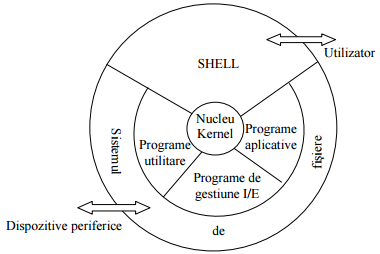 SHELL
Utilizator
Nucleu
Kernel
Programe
utilitare
Programe
aplicative
Programe de
gestiune I/E
Sistemul
de
fişiere
Dispozitive periferice